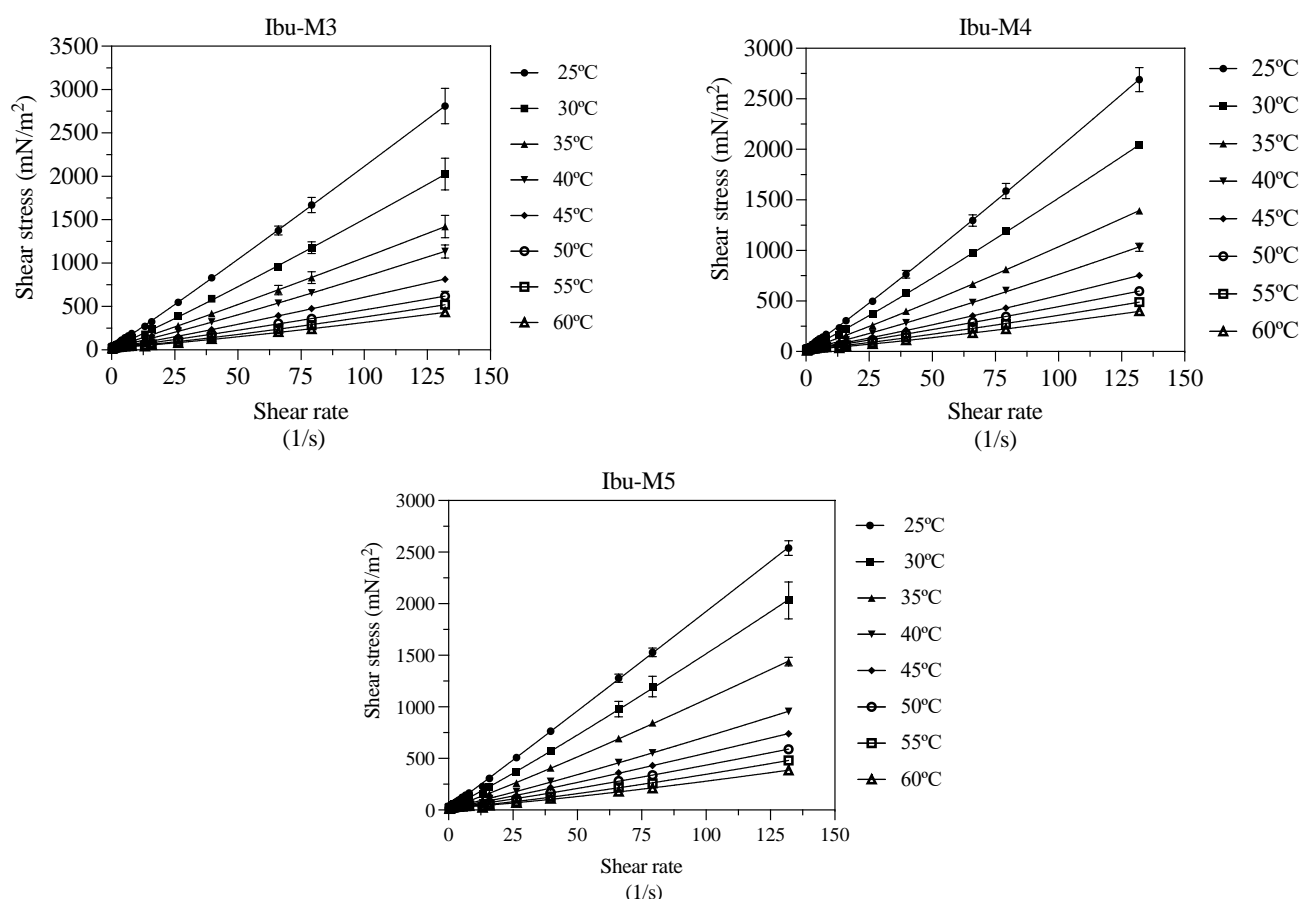 Ibu-M3
3500
3000
2500
2000
1500
1000
500
0
0 25 50 75 100 125 150
Shear stress (mN/m²)
Shear rate
(1/s)
25ºC
30ºC
35ºC
40ºC
45ºC
50ºC
55ºC
60ºC
Ibu-M4
3000
2500
2000
1500
1000
500
0
0 25 50 75 100 125 150
Shear stress (mN/m²)
Shear rate
(1/s)
25ºC
30ºC
35ºC
40ºC
45ºC
50ºC
55ºC
60ºC
Ibu-M5
3000
2500
2000
1500
1000
500
0
0 25 50 75 100 125 150
Shear stress (mN/m²)
Shear rate
(1/s)
25ºC
30ºC
35ºC
40ºC
45ºC
50ºC
55ºC
60ºC